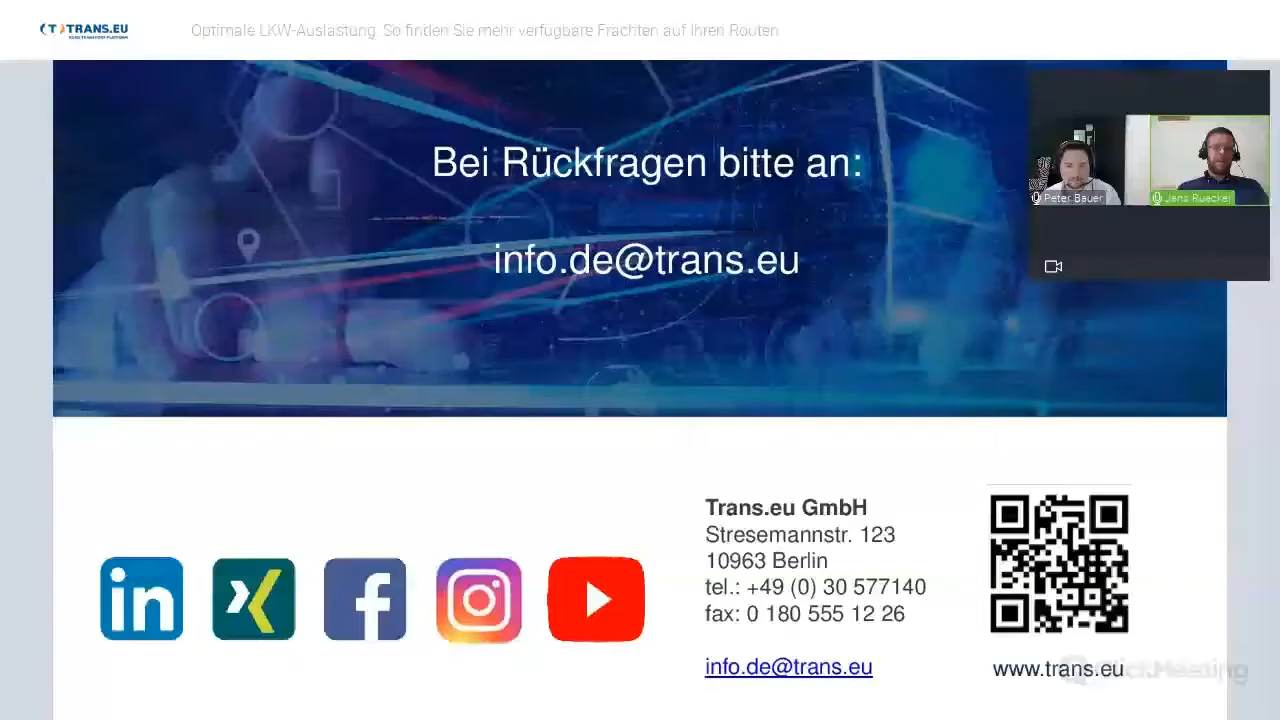 TRANS.EU
Optimale LKW-Auslastung: So finden Sie mehr verfügbare Frachten auf Ihren Routen
Bei Rückfragen bitte an:
info.de@trans.eu
Peter Bauer
Jens Ruecker
in
f
Trans.eu GmbH
Stresemannstr. 123
10963 Berlin
tel.: +49 (0) 30 577140
fax: 0 180 555 12 26
info.de@trans.eu
www.trans.eu
ClickMeeting